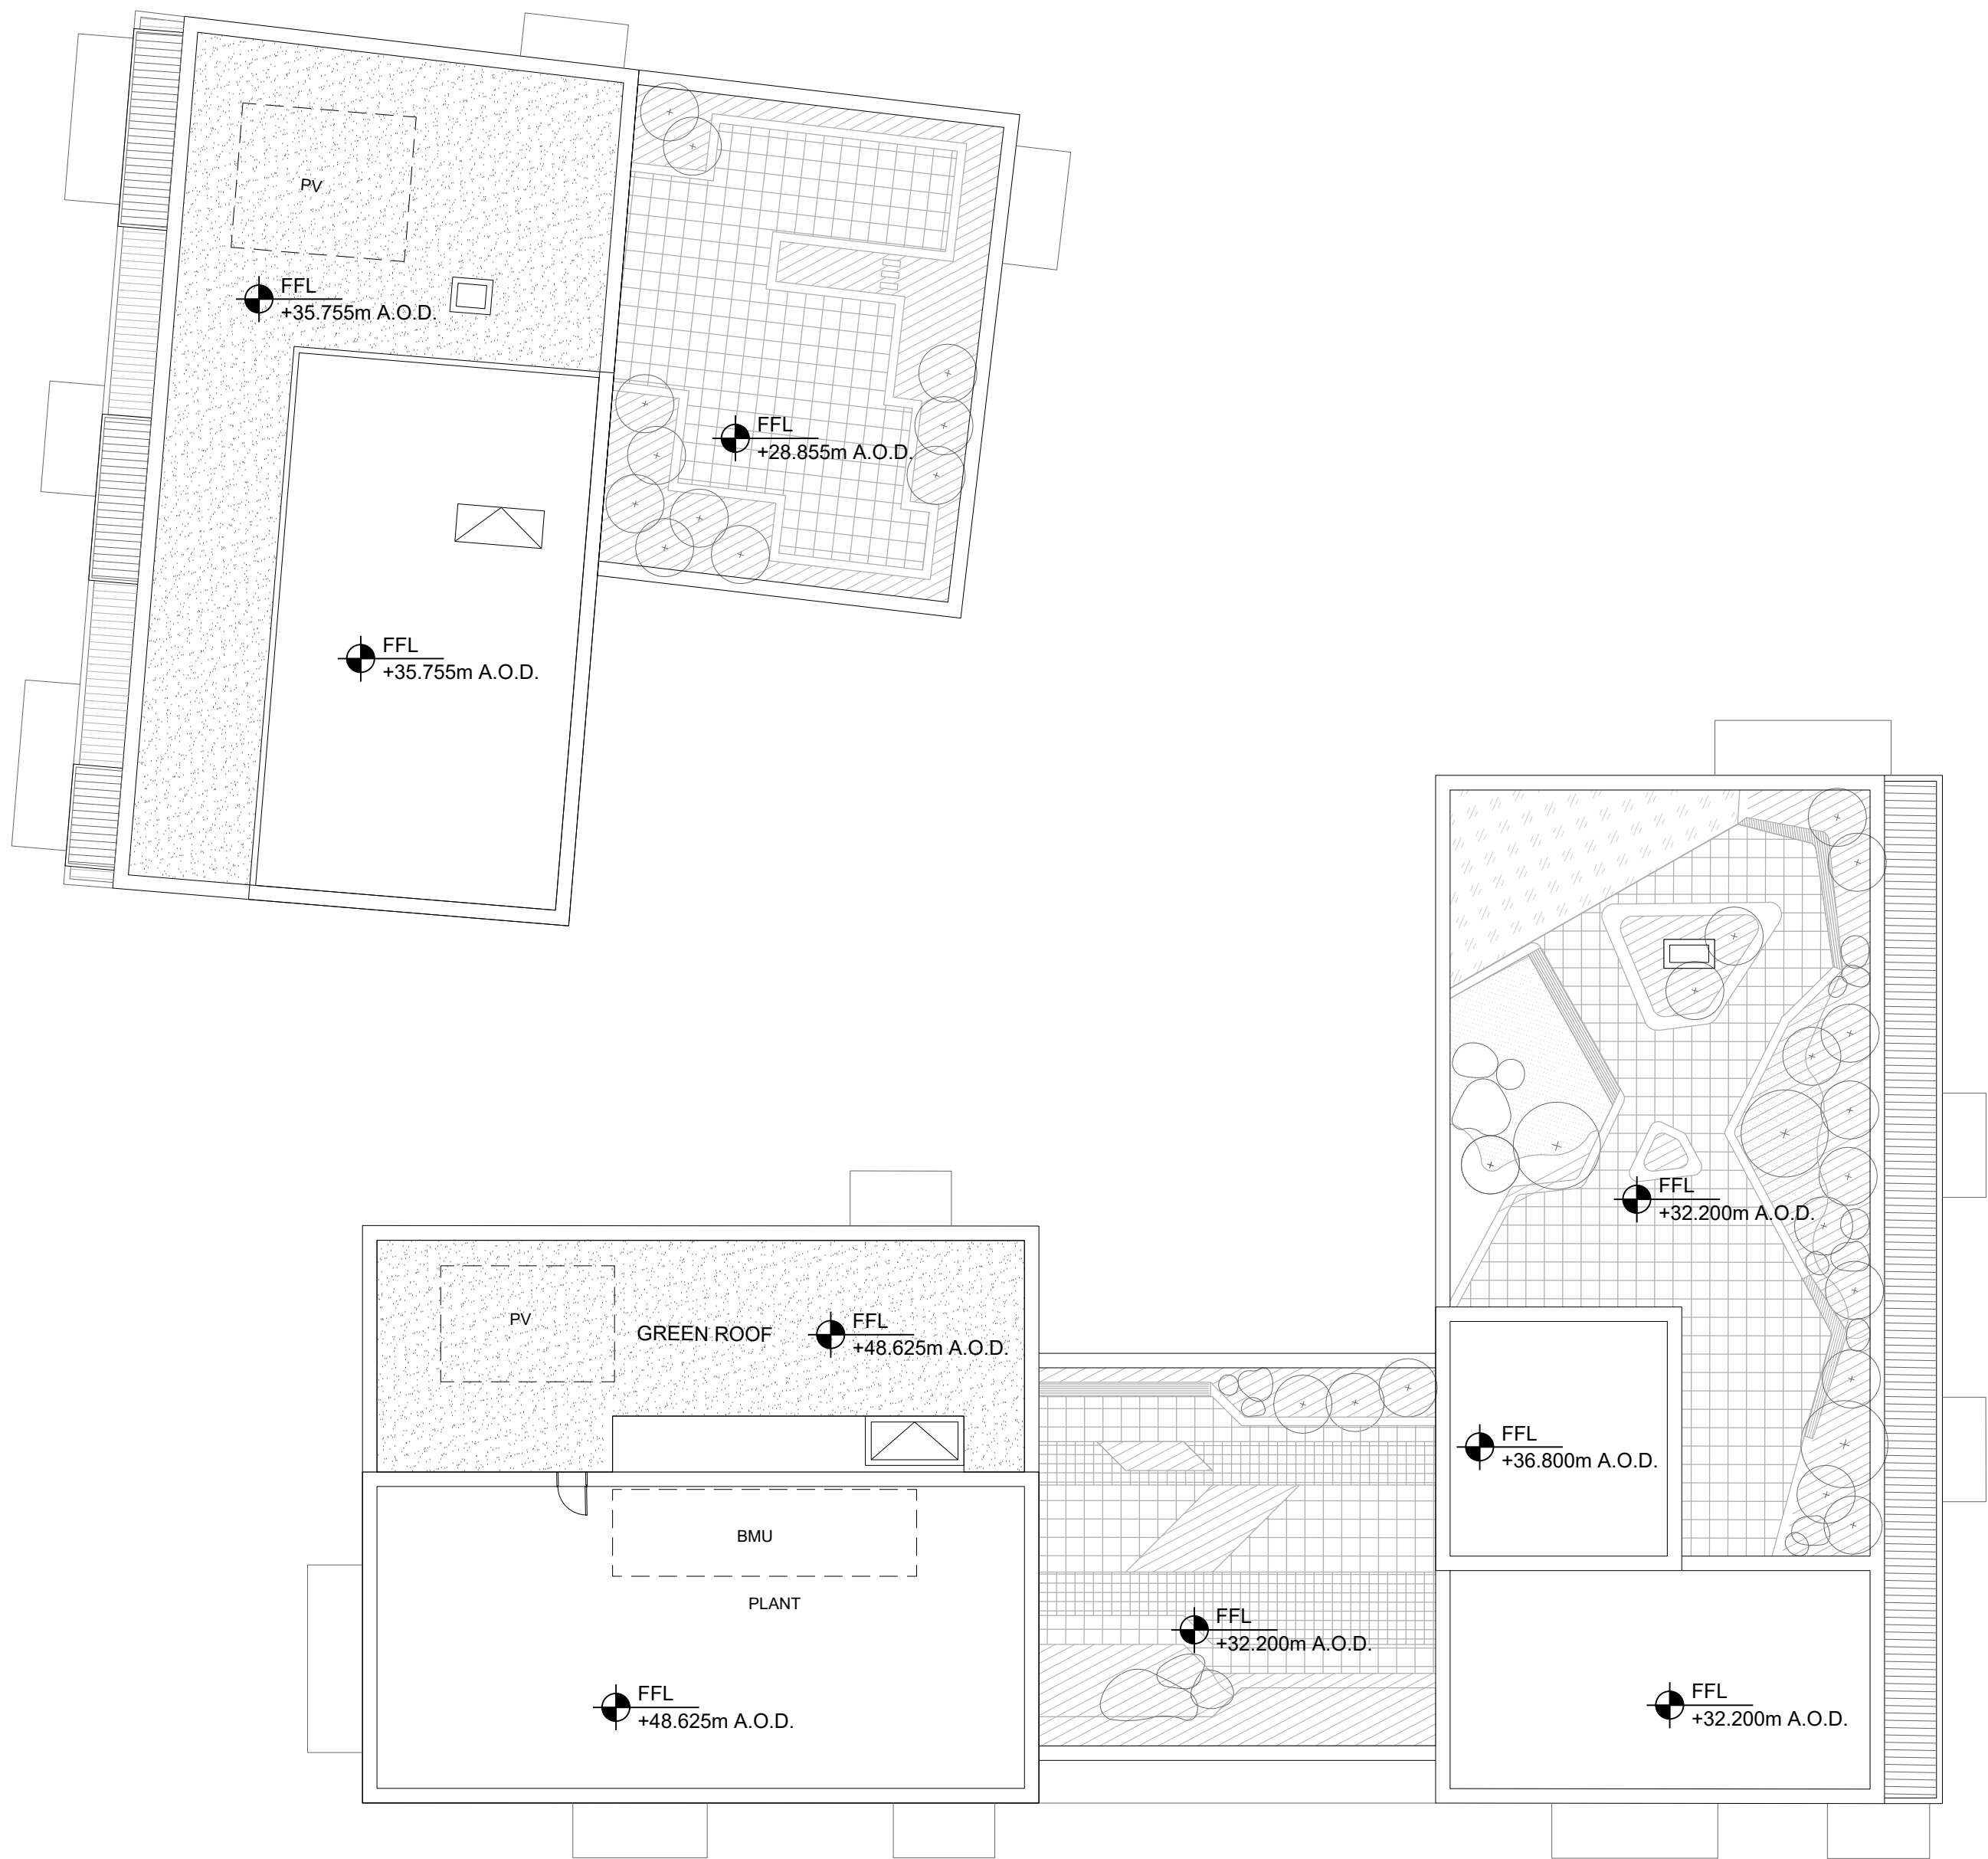 PV
FFL
+35.755m A.O.D.
FFL
+28.855m A.O.D.
FFL
+35.755m A.O.D.
FFL
+32.200m A.O.D.
PV
GREEN ROOF
FFL
+48.625m A.O.D.
FFL
+36.800m A.O.D.
BMU
PLANT
FFL
+32.200m A.O.D.
FFL
+48.625m A.O.D.
FFL
+32.200m A.O.D.